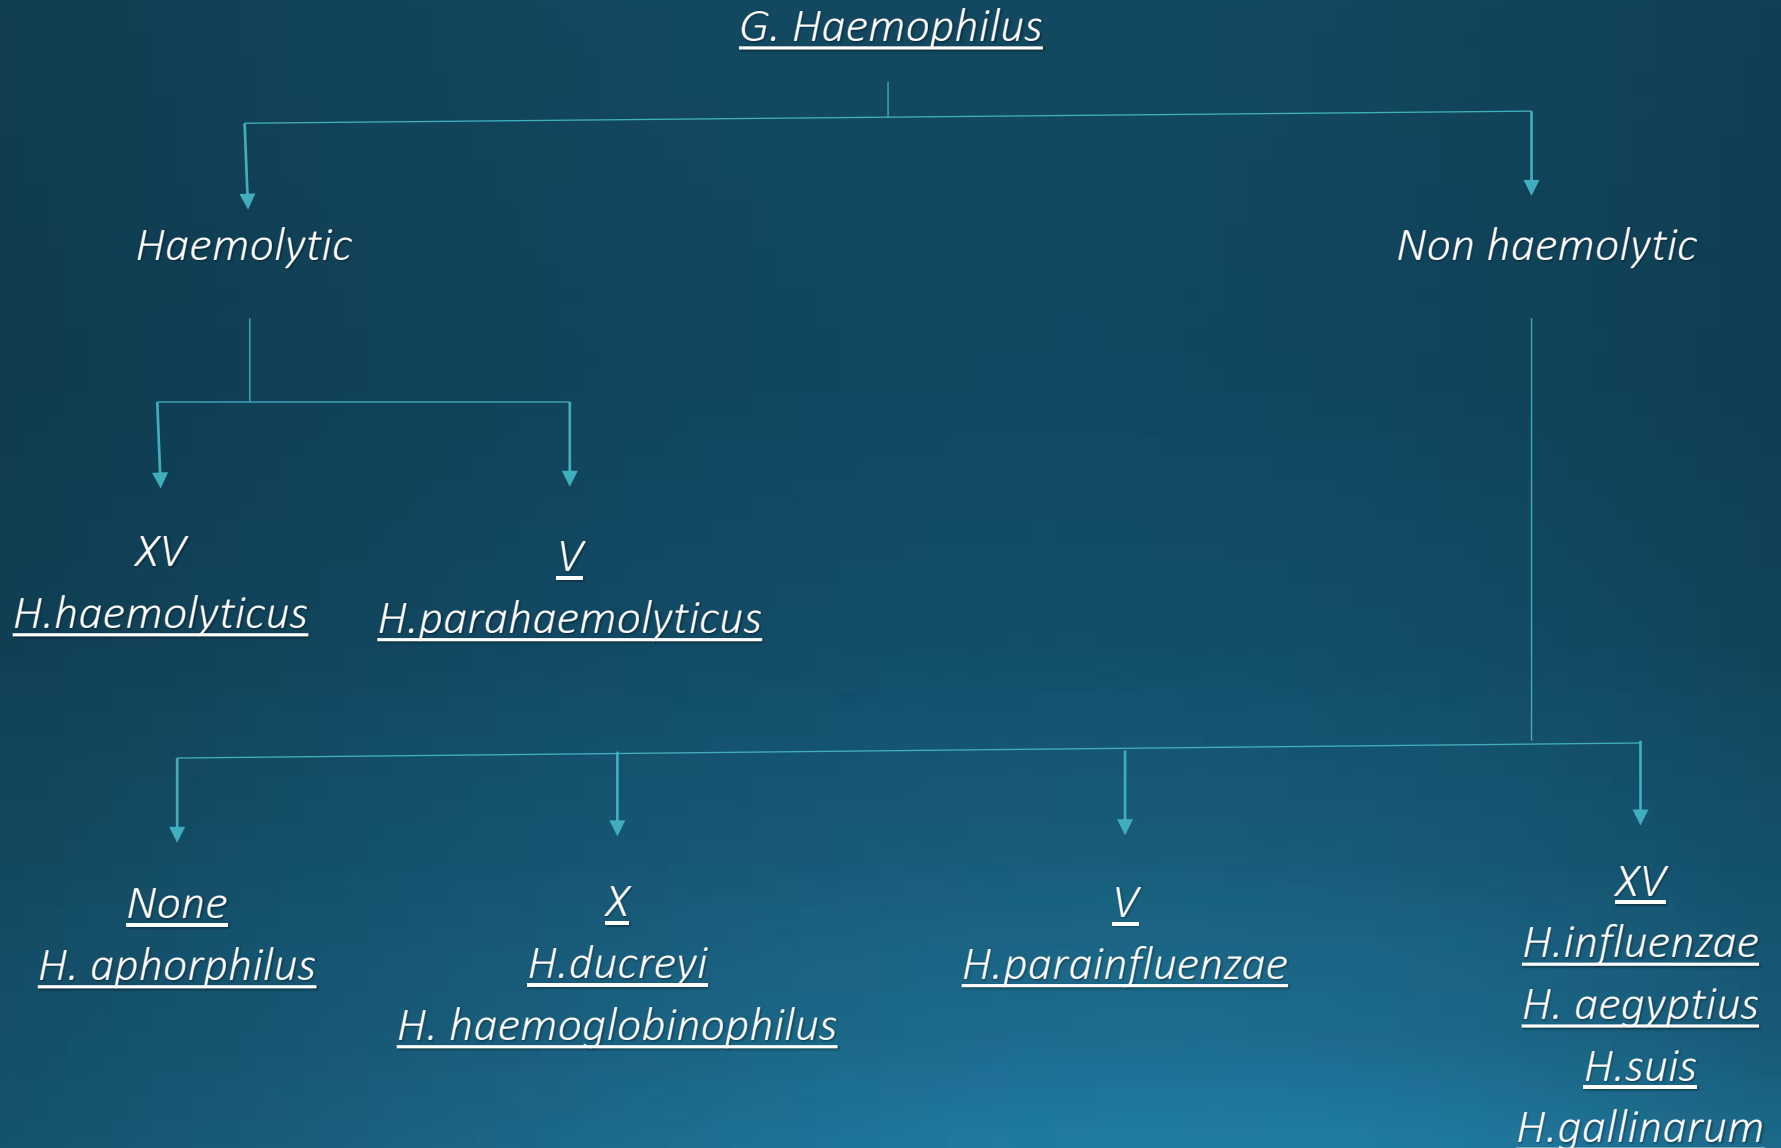 G. Haemophilus
Haemolytic
Non haemolytic
XV
H.haemolyticus
V
H.parahaemolyticus
None
H. aphorphilus
X
H.ducreyi
H. haemoglobinophilus
V
H.parainfluenzae
XV
H.influenzae
H. aegyptius
H.suis
H.gallinarum